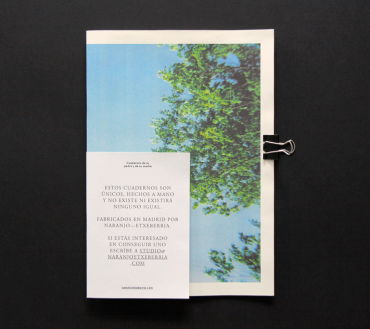 ESTOS CUADERNOS SON
ÚNICOS, HECHOS A MANO
Y NO EXISTE NI EXISTIRÁ
NINGUNO IGUAL.
FABRICADOS EN MADRID POR
NARANJO—ETXEBERRIA.
SI ESTÁS INTERESADO
EN CONSEGUIR UNO
ESCRIBE A STUDIO@
NARANJOETXEBERRIA
.COM